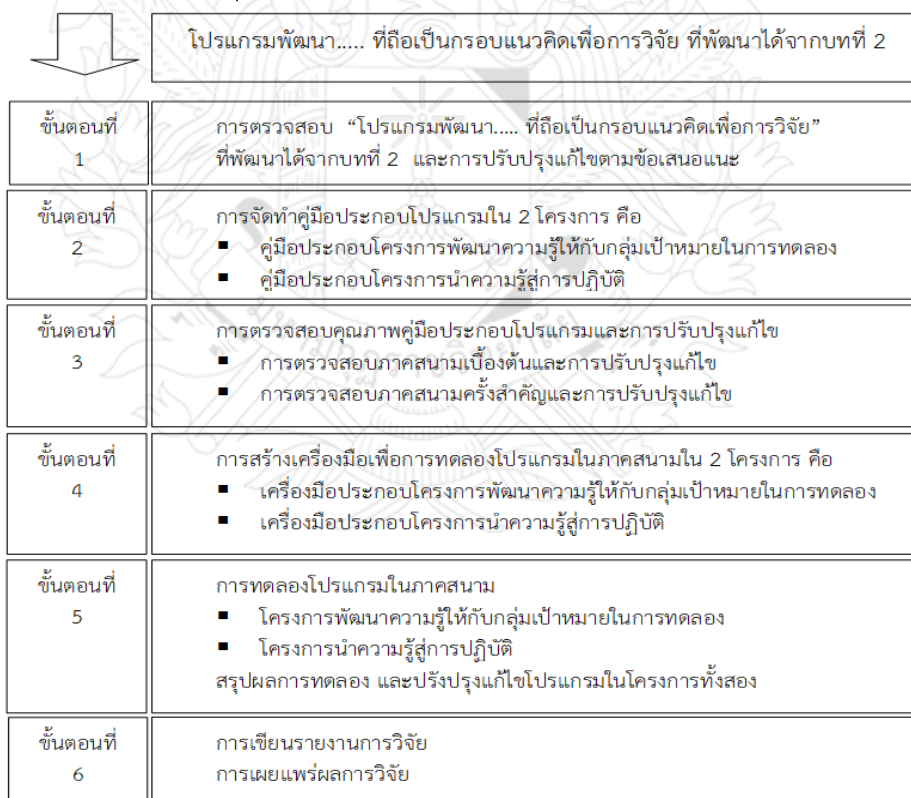 โปรแกรมพัฒนา..... ที่ถือเป็นกรอบแนวคิดเพื่อการวิจัย ที่พัฒนาได้จากบทที่ 2
ขั้นตอนที่
1
การตรวจสอบ “โปรแกรมพัฒนา..... ที่ถือเป็นกรอบแนวคิดเพื่อการวิจัย”
ที่พัฒนาได้จากบทที่ 2 และการปรับปรุงแก้ไขตามข้อเสนอแนะ
ขั้นตอนที่
2
การจัดทำคู่มือประกอบโปรแกรมใน 2 โครงการ คือ
▪ คู่มือประกอบโครงการพัฒนาความรู้ให้กับกลุ่มเป้าหมายในการทดลอง
▪ คู่มือประกอบโครงการนำความรู้สู่การปฏิบัติ
ขั้นตอนที่
3
การตรวจสอบคุณภาพคู่มือประกอบโปรแกรมและการปรับปรุงแก้ไข
▪ การตรวจสอบภาคสนามเบื้องต้นและการปรับปรุงแก้ไข
▪ การตรวจสอบภาคสนามครั้งสำคัญและการปรับปรุงแก้ไข
ขั้นตอนที่
4
การสร้างเครื่องมือเพื่อการทดลองโปรแกรมในภาคสนามใน 2 โครงการ คือ
▪ เครื่องมือประกอบโครงการพัฒนาความรู้ให้กับกลุ่มเป้าหมายในการทดลอง
▪ เครื่องมือประกอบโครงการนำความรู้สู่การปฏิบัติ
ขั้นตอนที่
5
การทดลองโปรแกรมในภาคสนาม
▪ โครงการพัฒนาความรู้ให้กับกลุ่มเป้าหมายในการทดลอง
▪ โครงการนำความรู้สู่การปฏิบัติ
สรุปผลการทดลอง และปรังปรุงแก้ไขโปรแกรมในโครงการทั้งสอง
ขั้นตอนที่
6
การเขียนรายงานการวิจัย
การเผยแพร่ผลการวิจัย